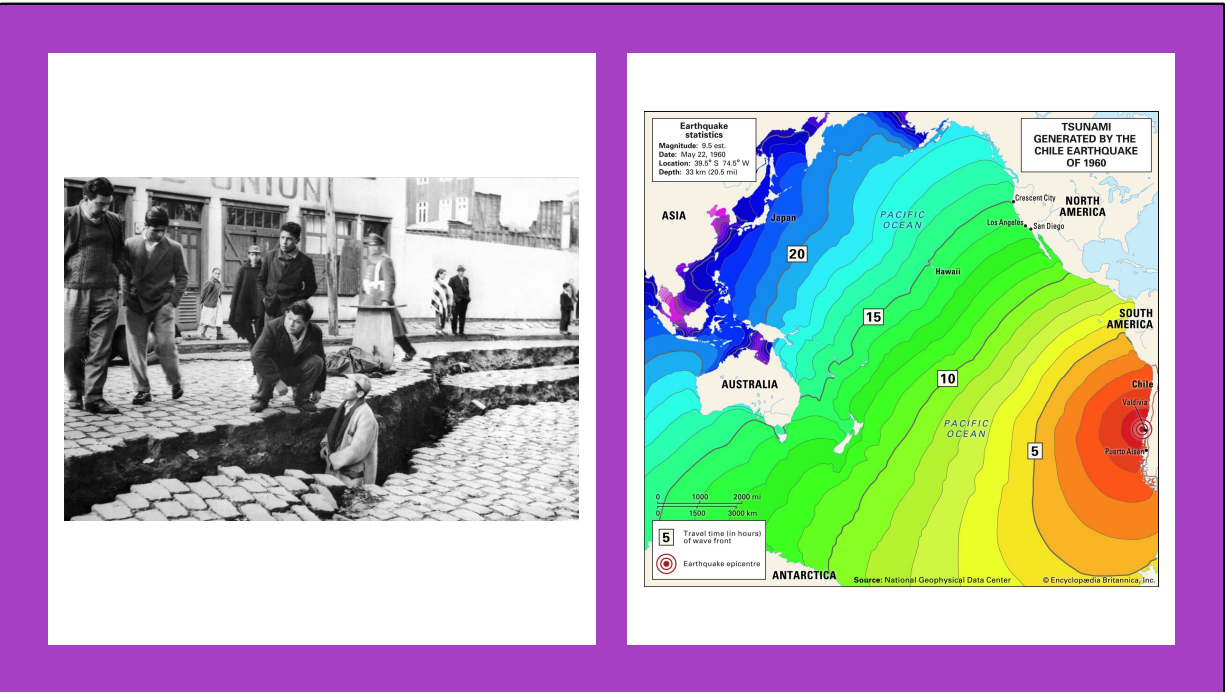 UNION
Earthquake
statistics
Magnitude: 9.5 est.
Date: May 22, 1960
Location: 39.5° S 74.5° W
Depth: 33 km (20.5 mi)
TSUNAMI
GENERATED BY THE
CHILE EARTHQUAKE
OF 1960
ASIA
Japan
PACIFIC
OCEAN
Crescent City
NORTH
AMERICA
Los Angeles
San Diego
20
Hawaii
15
SOUTH
AMERICA
AUSTRALIA
10
Chile
Valdivia
PACIFIC
OCEAN
5
Puerto Aisén
0 1000 2000 mi
0 1500 3000 km
5 Travel time (in hours)
of wave front
Earthquake epicentre
ANTARCTICA
Source: National Geophysical Data Center
© Encyclopædia Britannica, Inc.